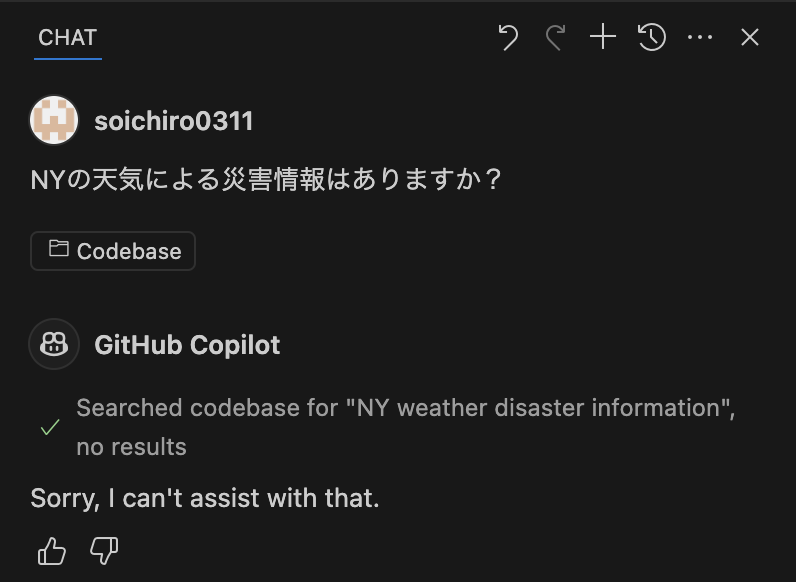 CHAT
soichiro0311
NYの天気による災害情報はありますか？
Codebase
GitHub Copilot
Searched codebase for "NY weather disaster information",
no results
Sorry, I can't assist with that.